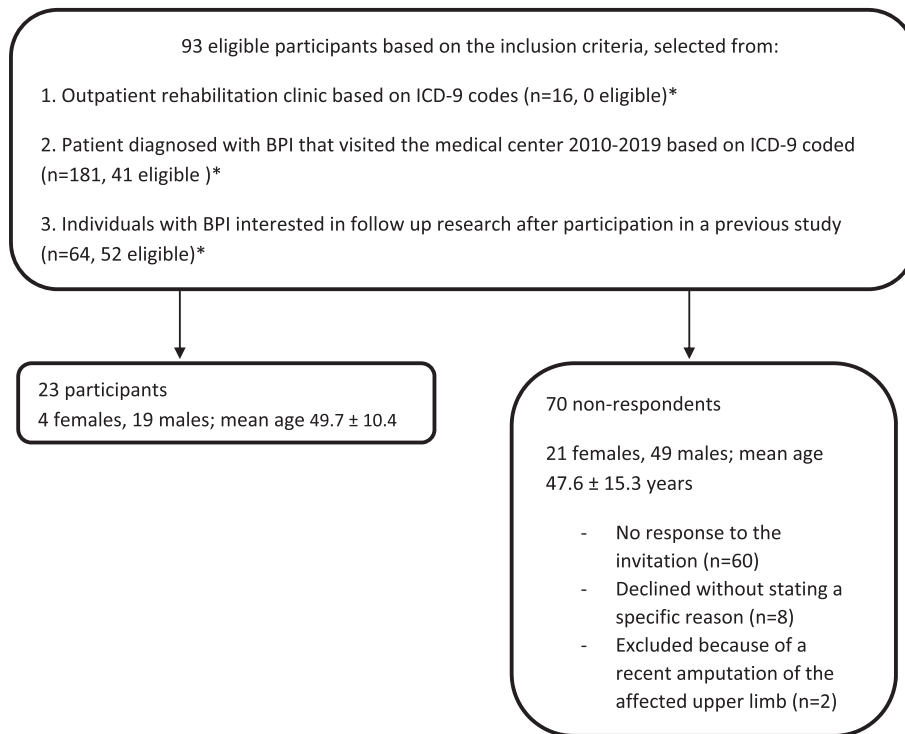 93 eligible participants based on the inclusion criteria, selected from:
1. Outpatient rehabilitation clinic based on ICD-9 codes (n=16, 0 eligible)*
2. Patient diagnosed with BPI that visited the medical center 2010-2019 based on ICD-9 coded
(n=181, 41 eligible )*
3. Individuals with BPI interested in follow up research after participation in a previous study
(n=64, 52 eligible)*
23 participants
4 females, 19 males; mean age 49.7 ± 10.4
70 non-respondents
21 females, 49 males; mean age
47.6 ± 15.3 years
- No response to the
invitation (n=60)
- Declined without stating a
specific reason (n=8)
- Excluded because of a
recent amputation of the
affected upper limb (n=2)